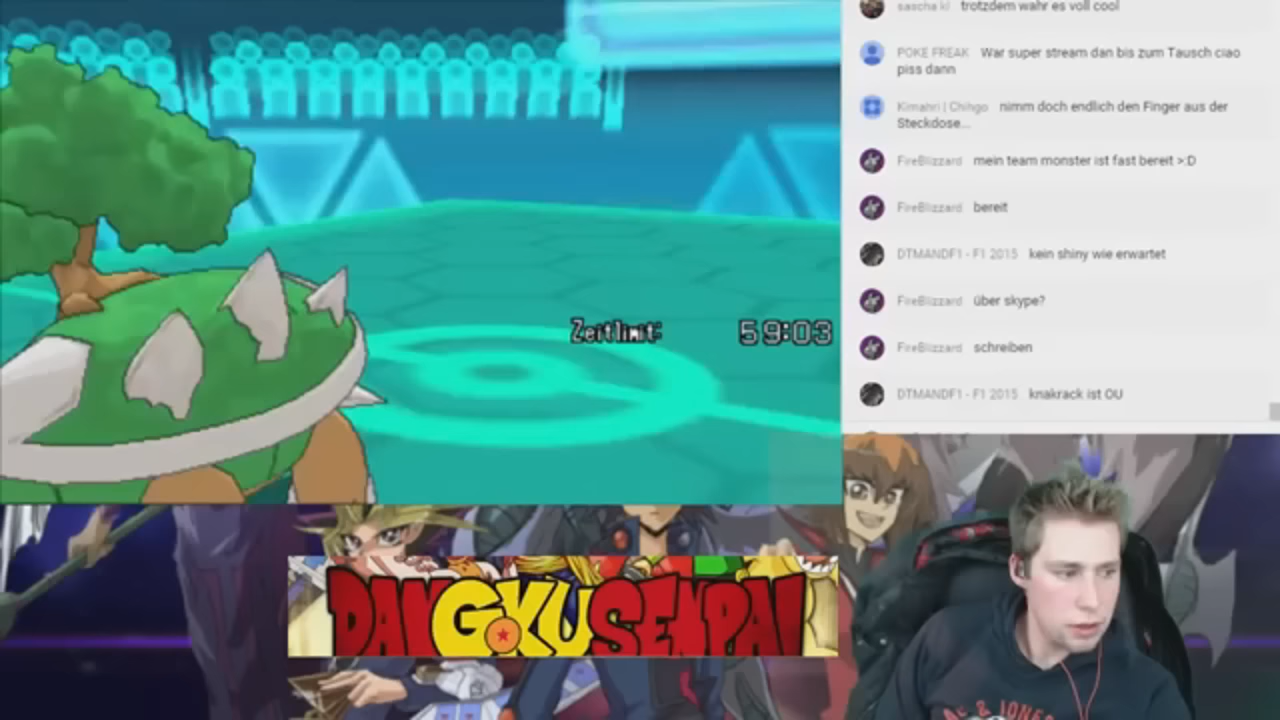 sascha kl trotzdem wahr es voll cool
POKE FREAK War super stream dan bis zum Tausch ciao
piss dann
Kimahri | Chihgo nimm doch endlich den Finger aus der
Steckdose...
FireBlizzard mein team monster ist fast bereit >:D
FireBlizzard bereit
DTMANDF1 - F1 2015 kein shiny wie erwartet
FireBlizzard über skype?
Zeitlimit: 59:03
FireBlizzard schreiben
DTMANDF1 - F1 2015 knakrack ist OU
DANGOKUSENPAI